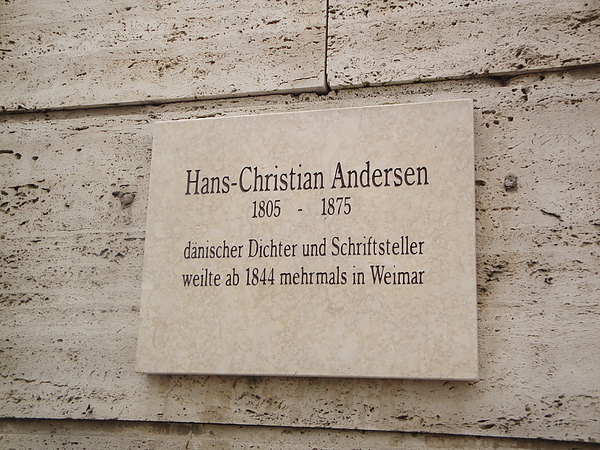 Hans-Christian Andersen
1805 - 1875
dänischer Dichter und Schriftsteller
weilte ab 1844 mehrmals in Weimar